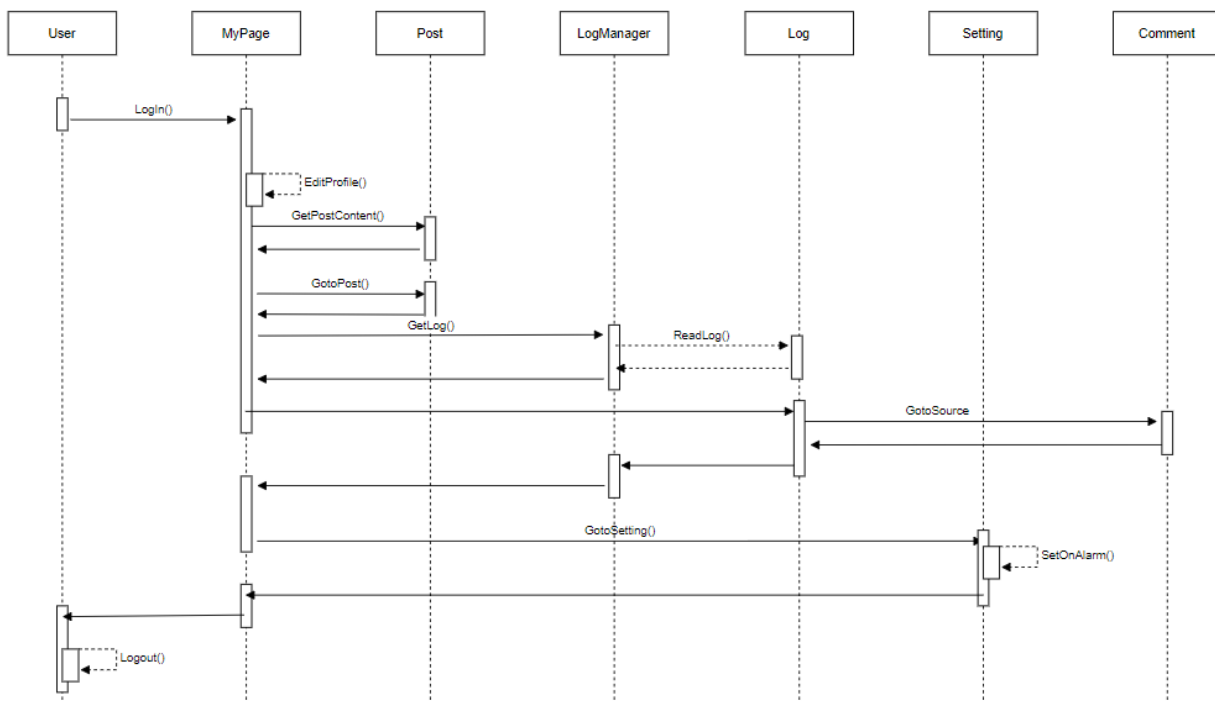 User
MyPage
Post
LogManager
Log
Setting
Comment
LogIn()
EditProfile()
GetPostContent()
GotoPost()
GetLog()
ReadLog()
GotoSource
GotoSetting()
SetOnAlarm()
Logout()